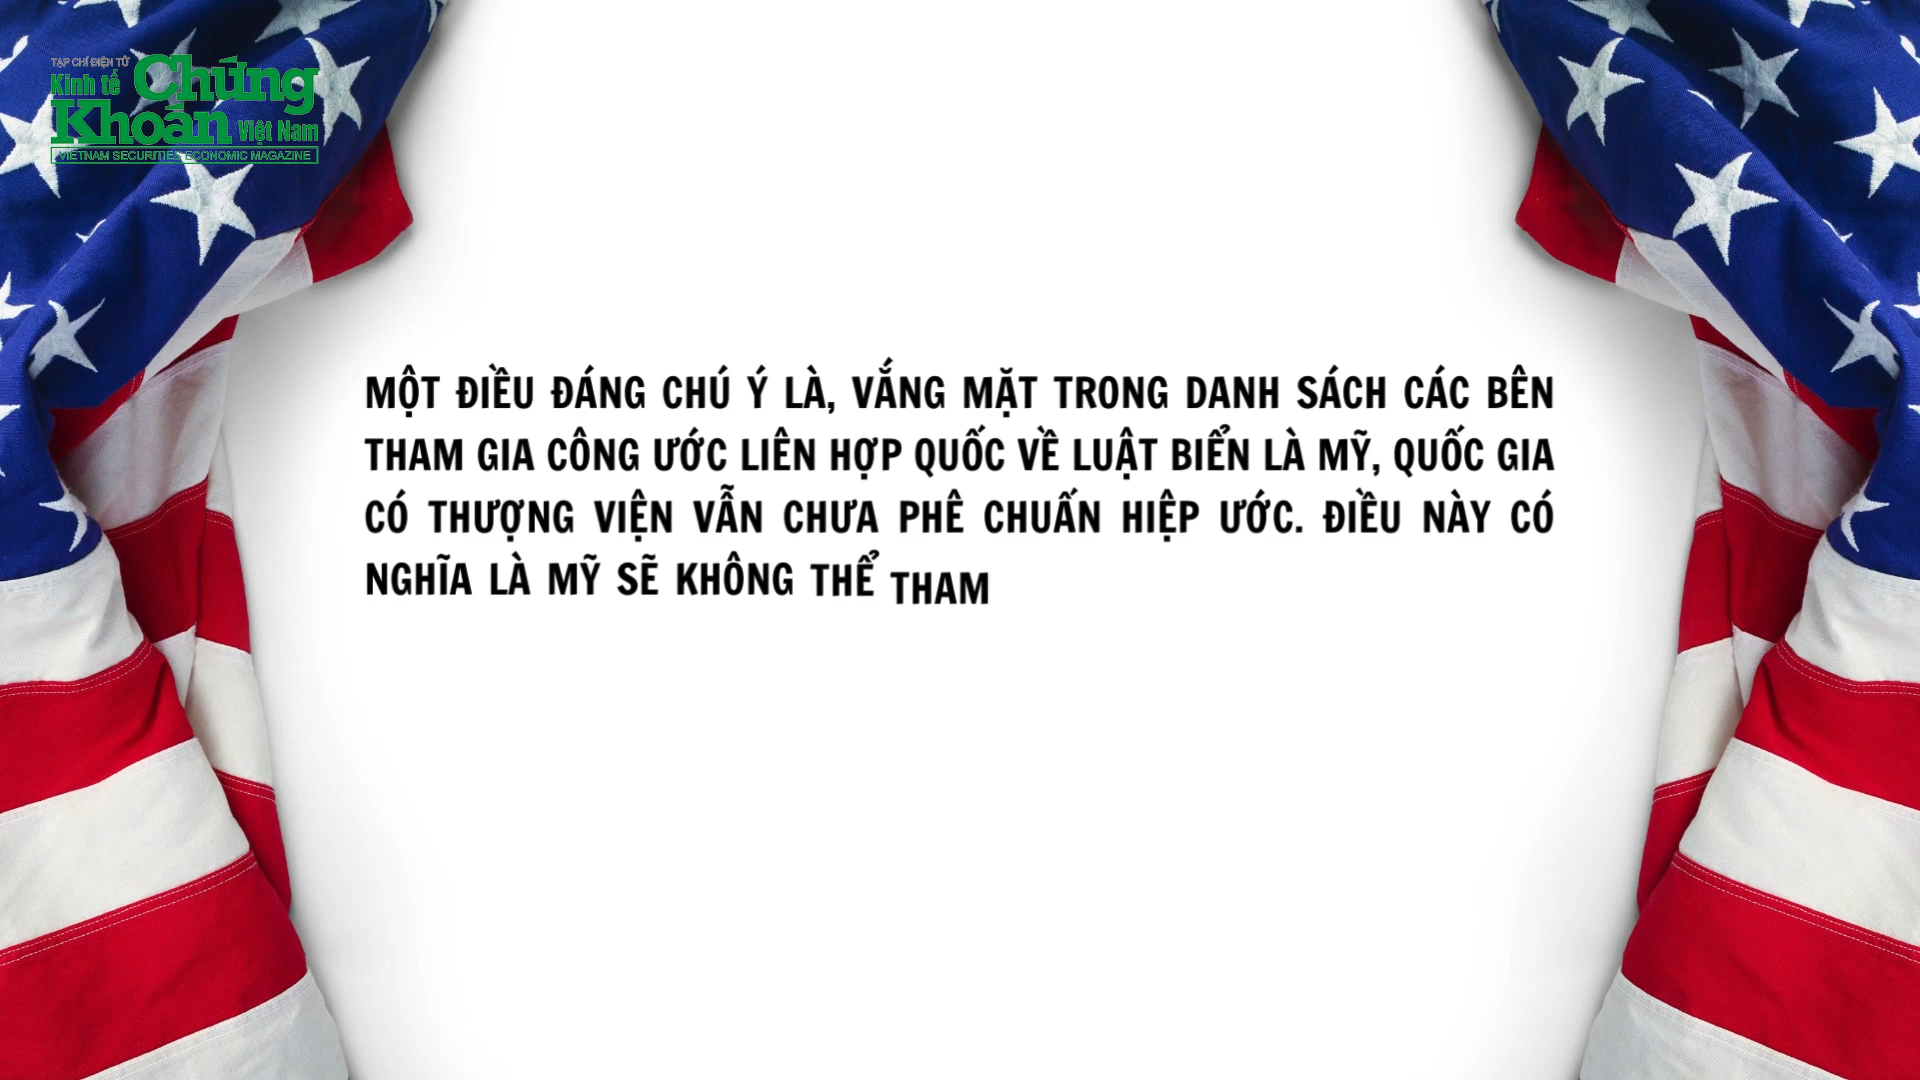 TẠP CHÍ ĐIỆN TỬ
Kinh tế Chứng
Khoán Việt Nam
VIETNAM SECURITIES ECONOMIC MAGAZINE
MỘT ĐIỀU ĐÁNG CHÚ Ý LÀ, VẮNG MẶT TRONG DANH SÁCH CÁC BÊN
THAM GIA CÔNG ƯỚC LIÊN HỢP QUỐC VỀ LUẬT BIỂN LÀ MỸ, QUỐC GIA
CÓ THƯỢNG VIỆN VẪN CHƯA PHÊ CHUẨN HIỆP ƯỚC. ĐIỀU NÀY CÓ
NGHĨA LÀ MỸ SẼ KHÔNG THỂ THAM